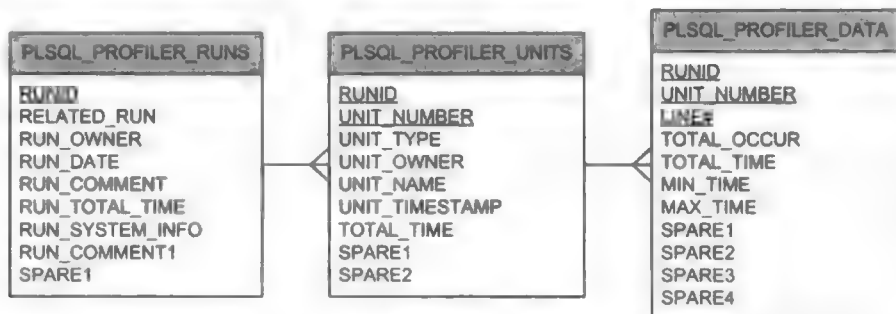 PLSQL_PROFILER_RUNS
RUNID
RELATED_RUN
RUN_OWNER
RUN_DATE
RUN_COMMENT
RUN_TOTAL_TIME
RUN_SYSTEM_INFO
RUN_COMMENT1
SPARE1
PLSQL_PROFILER_UNITS
RUNID
UNIT_NUMBER
UNIT_TYPE
UNIT_OWNER
UNIT_NAME
UNIT_TIMESTAMP
TOTAL_TIME
SPARE1
SPARE2
PLSQL_PROFILER_DATA
RUNID
UNIT_NUMBER
LINE#
TOTAL_OCCUR
TOTAL_TIME
MIN_TIME
MAX_TIME
SPARE1
SPARE2
SPARE3
SPARE4